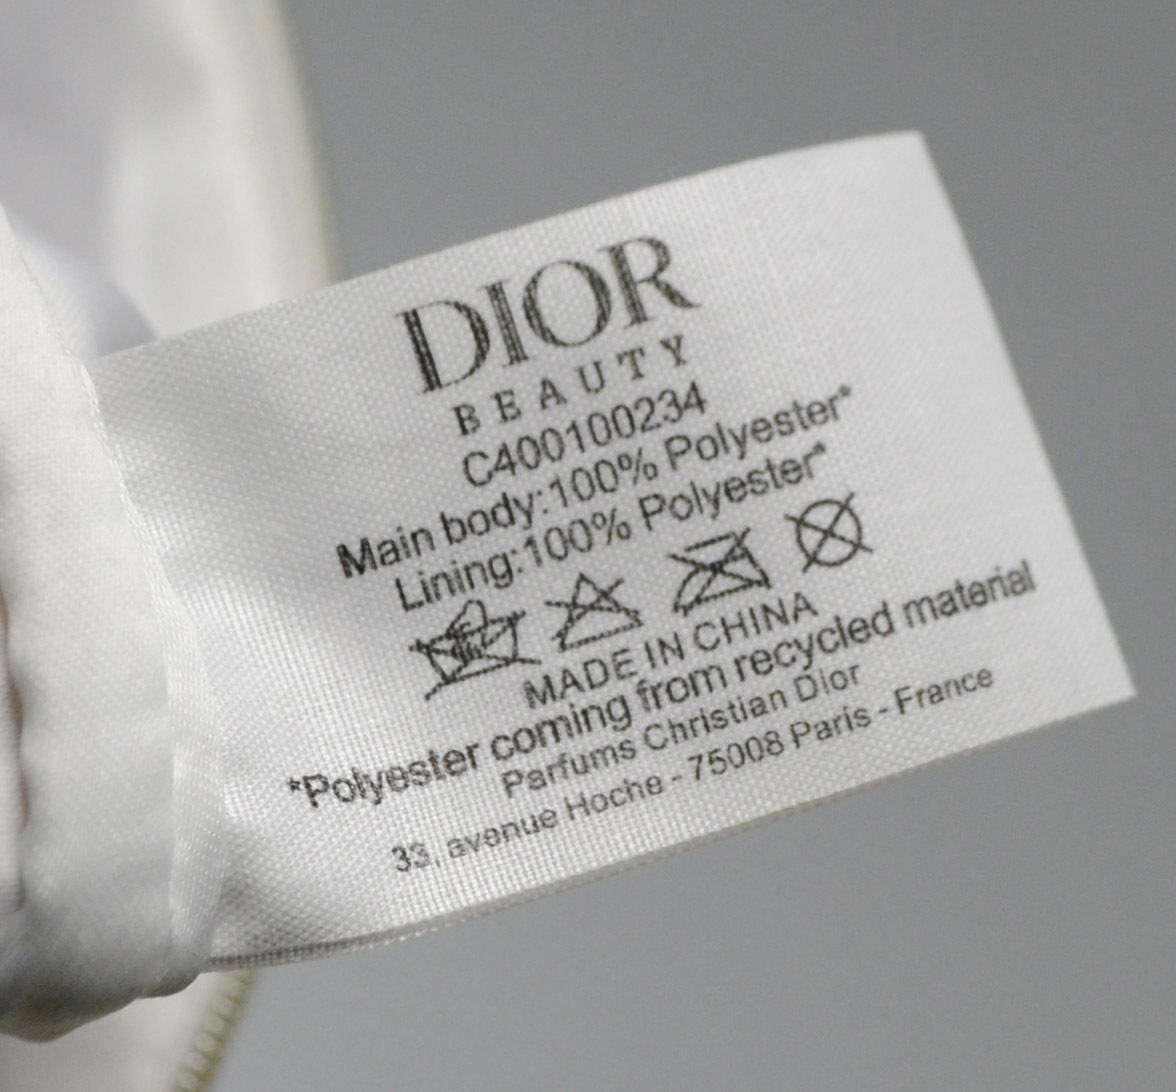 DIOR
BEAUTY
C400100234
Main body:100% Polyester*
Lining:100% Polyester*
MADE IN CHINA
*Polyester coming from recycled material
Parfums Christian Dior
33, avenue Hoche - 75008 Paris - France